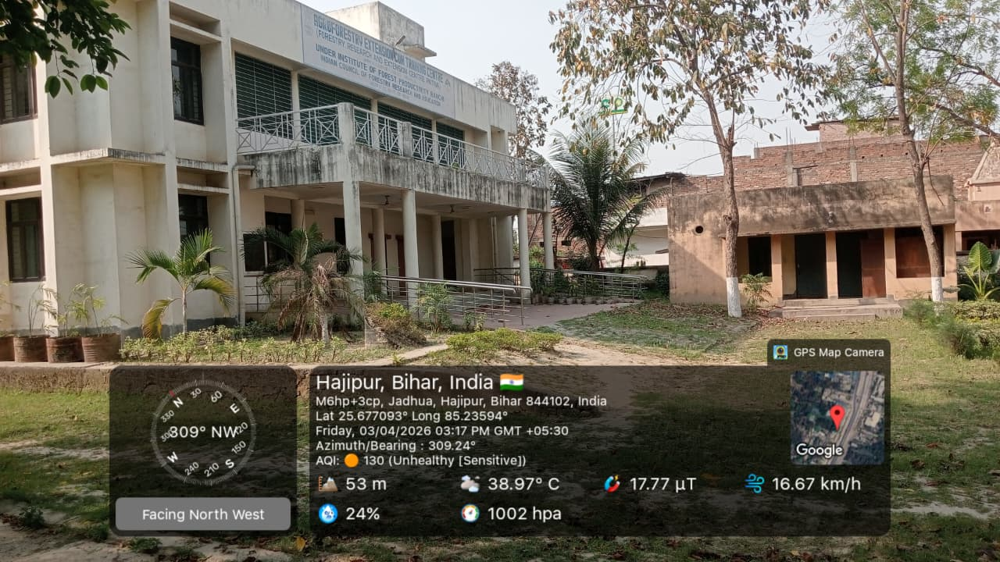 AGROFORESTRY EXTENSION CUM TRAINING CENTRE
(FORESTRY RESEARCH AND EXTENSION CENTRE, PATNA)
UNDER INSTITUTE OF FOREST PRODUCTIVITY RANCHI
INDIAN COUNCIL OF FORESTRY RESEARCH AND EDUCATION
GPS Map Camera
Hajipur, Bihar, India
M6hp+3cp, Jadhua, Hajipur, Bihar 844102, India
Lat 25.677093° Long 85.23594°
Friday, 03/04/2026 03:17 PM GMT +05:30
Azimuth/Bearing : 309.24°
AQI: 130 (Unhealthy [Sensitive])
53 m 38.97° C 17.77 µT 16.67 km/h
24% 1002 hpa
N 30 60 E 120 150 S 210 240 W 300 330
309° NW
Facing North West
Google